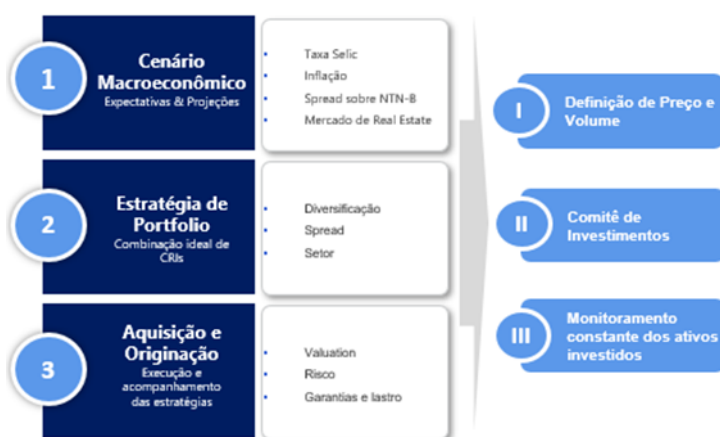 1
Cenário
Macroeconômico
Expectativas & Projeções
• Taxa Selic
• Inflação
• Spread sobre NTN-B
• Mercado de Real Estate
2
Estratégia de
Portfolio
Combinação ideal de
CRIs
• Diversificação
• Spread
• Setor
3
Aquisição e
Originação
Execução e
acompanhamento
das estratégias
• Valuation
• Risco
• Garantias e lastro
I
Definição de Preço e
Volume
II
Comitê de
Investimentos
III
Monitoramento
constante dos ativos
investidos